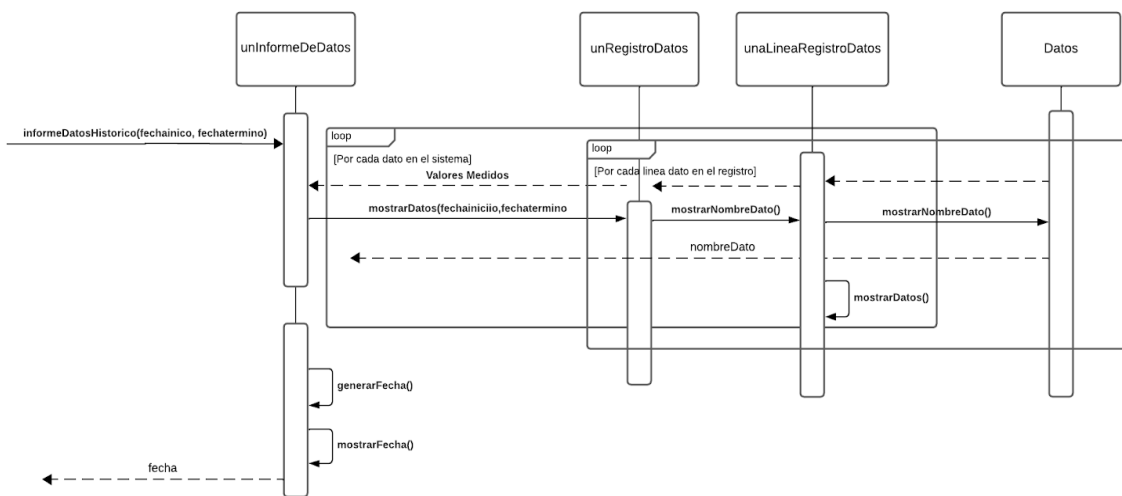 unInformeDeDatos
unRegistroDatos
unaLineaRegistroDatos
Datos
informeDatosHistorico(fechainico, fechatermino)
loop
[Por cada dato en el sistema]
loop
[Por cada linea dato en el registro]
Valores Medidos
mostrarDatos(fechainiciio,fechatermino
mostrarNombreDato()
mostrarNombreDato()
nombreDato
mostrarDatos()
generarFecha()
mostrarFecha()
fecha